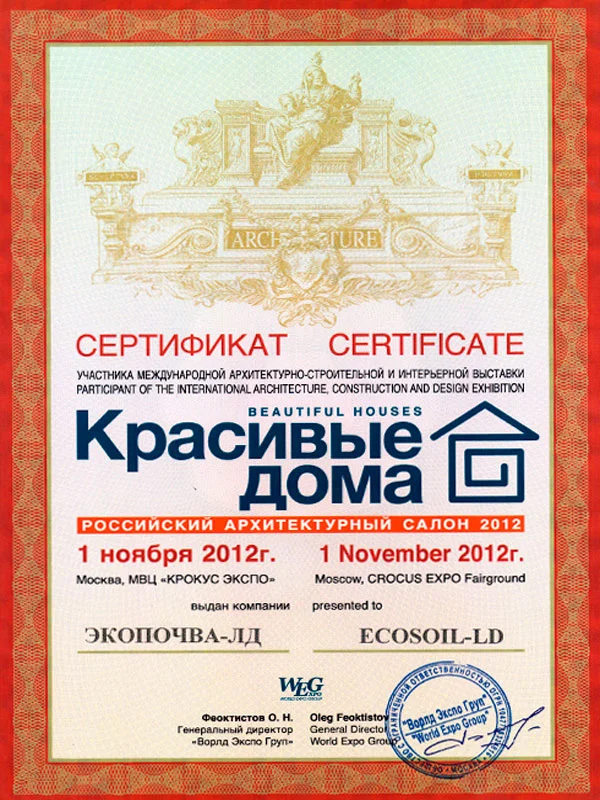 ARCHITECTURE
СЕРТИФИКАТ CERTIFICATE
УЧАСТНИКА МЕЖДУНАРОДНОЙ АРХИТЕКТУРНО-СТРОИТЕЛЬНОЙ И ИНТЕРЬЕРНОЙ ВЫСТАВКИ
PARTICIPANT OF THE INTERNATIONAL ARCHITECTURE, CONSTRUCTION AND DESIGN EXHIBITION
BEAUTIFUL HOUSES
Красивые
дома
РОССИЙСКИЙ АРХИТЕКТУРНЫЙ САЛОН 2012
1 ноября 2012г. 1 November 2012г.
Москва, МВЦ «КРОКУС ЭКСПО» Moscow, CROCUS EXPO Fairground
выдан компании presented to
ЭКОПОЧВА-ЛД ECOSOIL-LD
WEG
EXPO
WORLD EXPO GROUP
Феоктистов О. Н. Oleg Feoktistov
Генеральный директор General Director
«Ворлд Экспо Груп» World Expo Group
С ОГРАНИЧЕННОЙ ОТВЕТСТВЕННОСТЬЮ ОГРН
"Ворлд Экспо Груп"
"World Expo Group"
МОСКВА